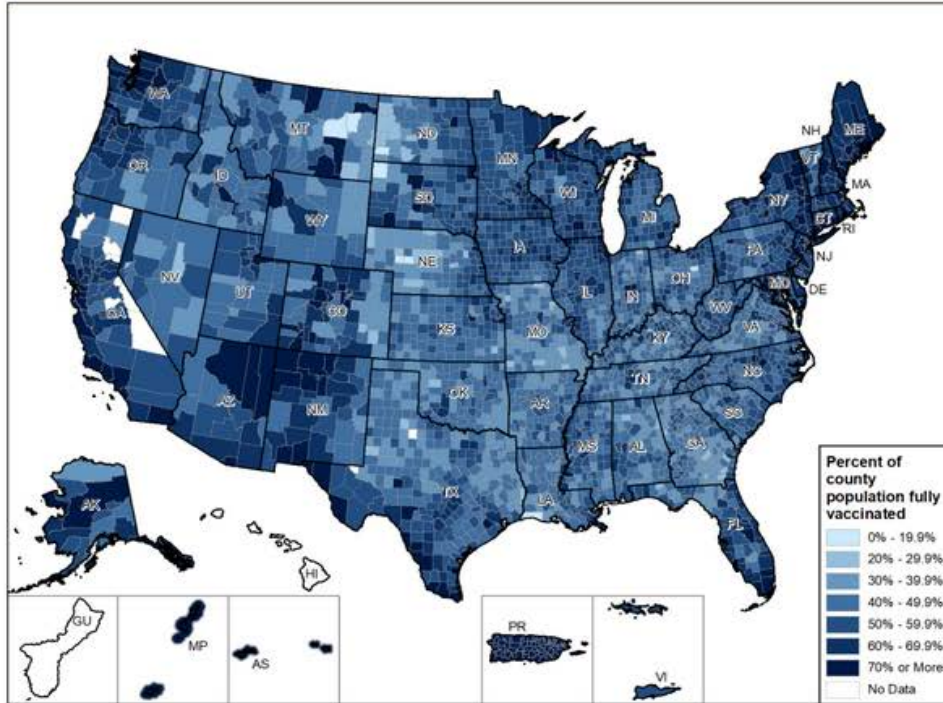 WA
MT
ND
MN
NH
VT
ME
OR
ID
SD
WI
MI
NY
MA
CT
RI
WY
IA
PA
NJ
NE
NV
UT
CO
IL
IN
OH
MD
DE
CA
KS
MO
KY
WV
VA
AZ
NM
OK
AR
TN
NC
SC
TX
LA
MS
AL
GA
FL
AK
HI
GU
MP
AS
PR
VI
Percent of
county
population fully
vaccinated
0% - 19.9%
20% - 29.9%
30% - 39.9%
40% - 49.9%
50% - 59.9%
60% - 69.9%
70% or More
No Data